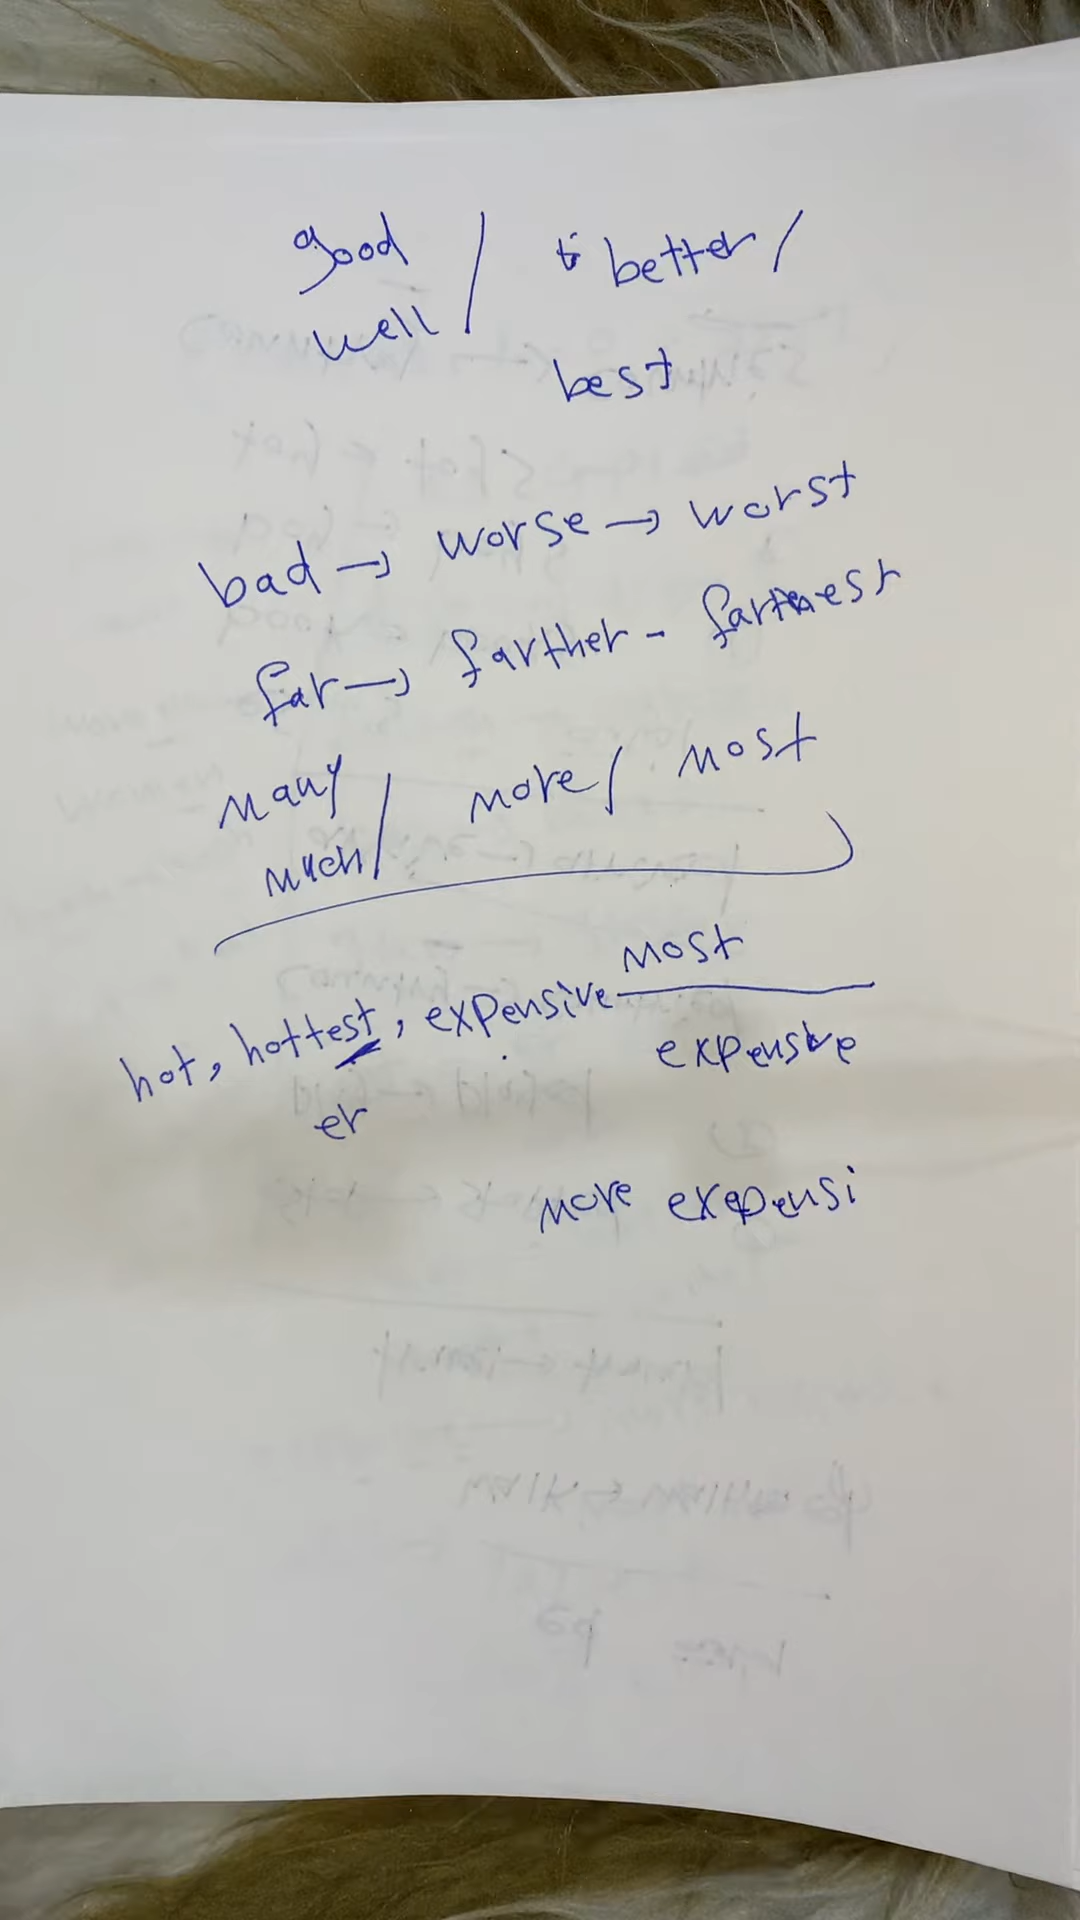 good / better /
well
best
bad → worse → worst
far → farther - farthest
many / more / most
much
most
hot, hottest, expensive
expensive
er
more expensi